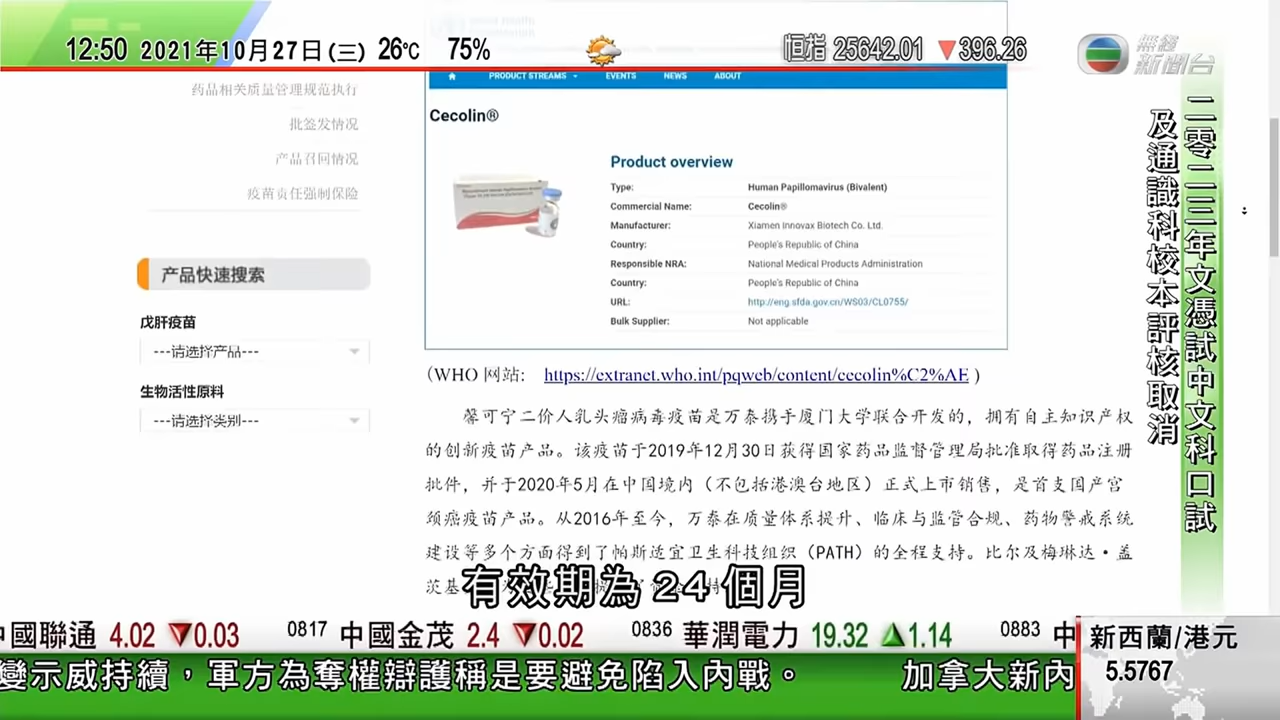 12:50 2021年10月27日(三) 26℃ 75% 恒指 25642.01 ▼396.26
無綫新聞台
药品相关质量管理规范执行
批签发情况
产品召回情况
疫苗责任强制保险
产品快速搜索
戊肝疫苗
---请选择产品---
生物活性原料
---请选择类别---
PRODUCT STREAMS EVENTS NEWS ABOUT
Cecolin®
Product overview
Type: Human Papillomavirus (Bivalent)
Commercial Name: Cecolin®
Manufacturer: Xiamen Innovax Biotech Co. Ltd.
Country: People's Republic of China
Responsible NRA: National Medical Products Administration
Country: People's Republic of China
URL: http://eng.sfda.gov.cn/WS03/CL0755/
Bulk Supplier: Not applicable
(WHO 网站: https://extranet.who.int/pqweb/content/cecolin%C2%AE )
馨可宁二价人乳头瘤病毒疫苗是万泰携手厦门大学联合开发的，拥有自主知识产权
的创新疫苗产品。该疫苗于2019年12月30日获得国家药品监督管理局批准取得药品注册
批件，并于2020年5月在中国境内（不包括港澳台地区）正式上市销售，是首支国产宫
颈癌疫苗产品。从2016年至今，万泰在质量体系提升、临床与监管合规、药物警戒系统
建设等多个方面得到了帕斯适宜卫生科技组织（PATH）的全程支持。比尔及梅琳达·盖
茨基
有效期為 24 個月
二零二二三年文憑試中文科口試
及通識科校本評核取消
中國聯通 4.02 ▼0.03 0817 中國金茂 2.4 ▼0.02 0836 華潤電力 19.32 ▲1.14 0883 中
新西蘭/港元
5.5767
變示威持續，軍方為奪權辯護稱是要避免陷入內戰。 加拿大新內